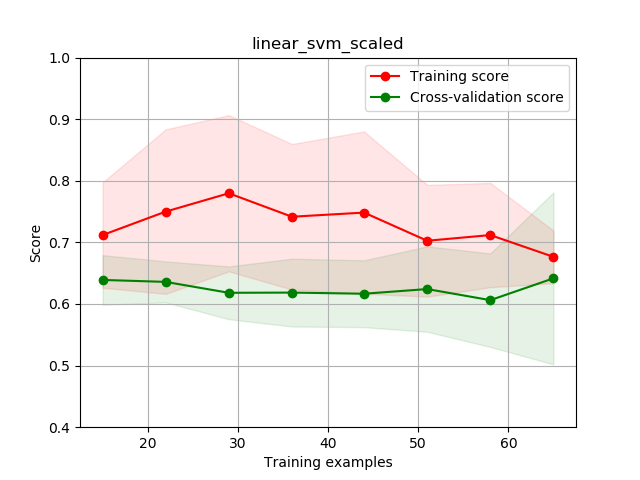 linear_svm_scaled
Training score
Cross-validation score
1.0
0.9
0.8
0.7
0.6
0.5
0.4
Score
20 30 40 50 60
Training examples